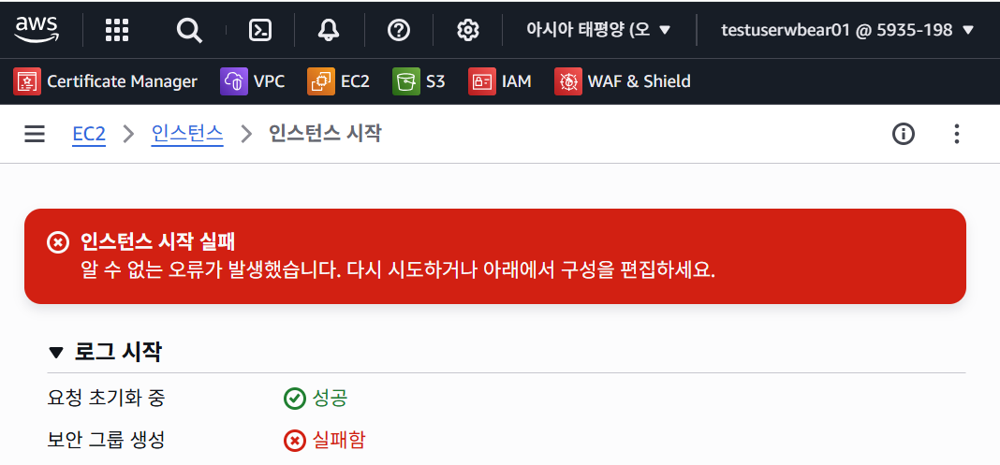 aws
아시아 태평양 (오
testuserwbear01 @ 5935-198
Certificate Manager
VPC
EC2
S3
IAM
WAF & Shield
EC2
인스턴스
인스턴스 시작
인스턴스 시작 실패
알 수 없는 오류가 발생했습니다. 다시 시도하거나 아래에서 구성을 편집하세요.
로그 시작
요청 초기화 중
성공
보안 그룹 생성
실패함